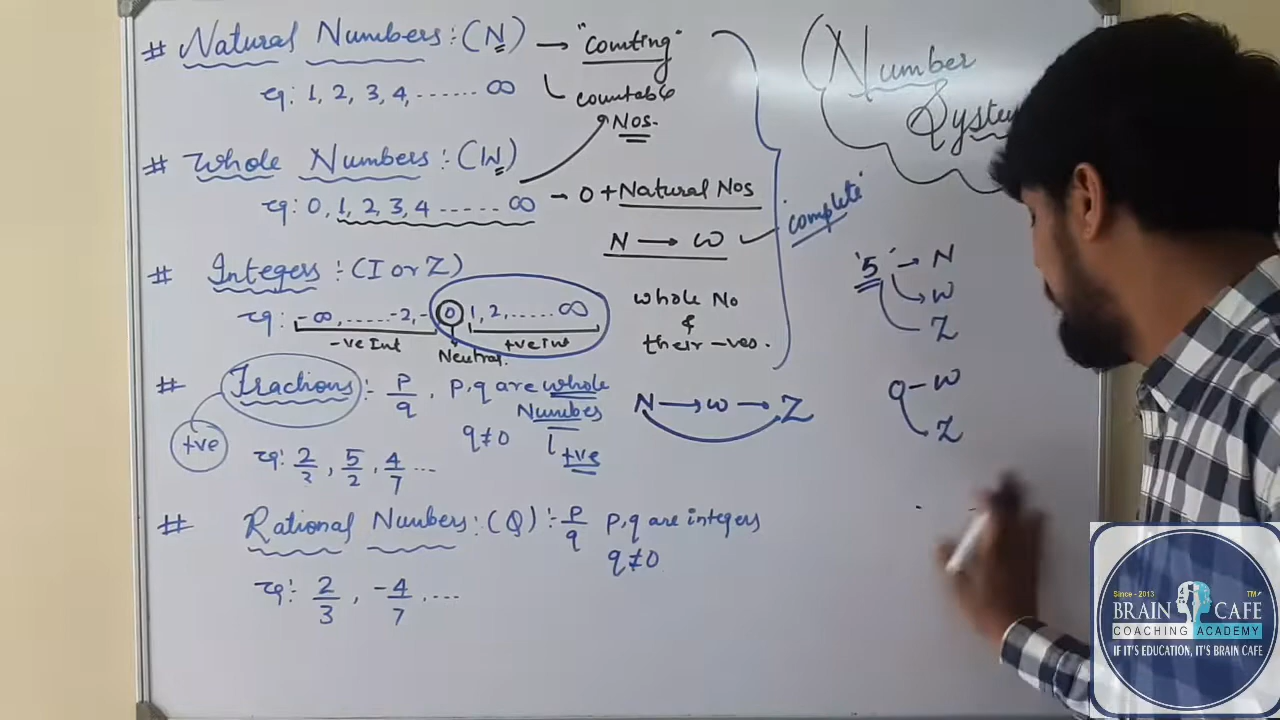 # Natural Numbers : (N) → "counting"
eg: 1, 2, 3, 4, ....... ∞
countable
Nos.
# Whole Numbers : (W)
eg: 0, 1, 2, 3, 4 ...... ∞ → 0 + Natural Nos
N → W
"complete"
# Integers : (I or Z)
eg: -∞, ......-2, - 0 1, 2, ...... ∞
-ve Int Neutral +ve int
whole No
&
their -ves.
# Fractions :- P/q . P, q are whole
Numbers
q≠0
+ve
+ve
eg: 2/3, 5/2, 4/7 ...
N → W → Z
# Rational Numbers : (Q) :- P/q P, q are integers
q≠0
eg: 2/3, -4/7, ...
Number
System
'5' → N
→ W
Z
0 - W
Z
Since - 2013 TM
BRAIN CAFE
COACHING ACADEMY
IF IT'S EDUCATION, IT'S BRAIN CAFE